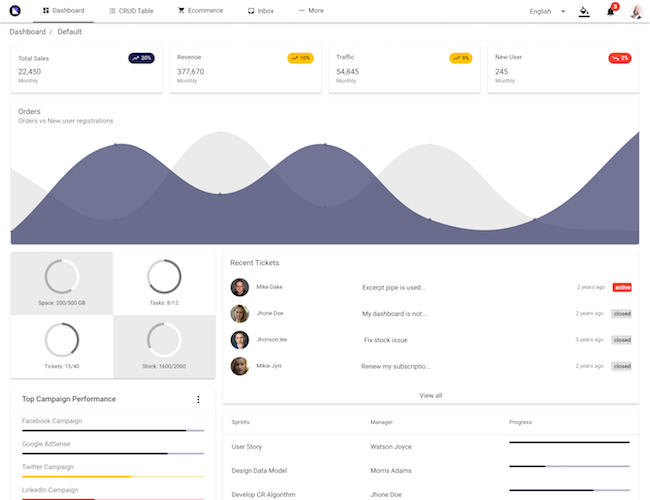 Dashboard CRUD Table Ecommerce Inbox More English 3
Dashboard / Default
Total Sales 20%
22,450
Monthly
Revenue 10%
377,670
Monthly
Traffic 9%
54,845
Monthly
New User 2%
245
Monthly
Orders
Orders vs New user registrations
Space: 200/500 GB
Tasks: 8/12
Tickets: 15/40
Stock: 1600/2000
Recent Tickets
Mike Dake Excerpt pipe is used... 2 years ago active
Jhone Doe My dashboard is not ... 2 years ago closed
Jhonson lee Fix stock issue 3 years ago closed
Mikie Jyni Renew my subscriptio... 2 years ago closed
View all
Top Campaign Performance
Facebook Campaign
Google AdSense
Twitter Campaign
LinkedIn Campaign
Sprints Manager Progress
User Story Watson Joyce
Design Data Model Morris Adams
Develop CR Algorithm Jhone Doe